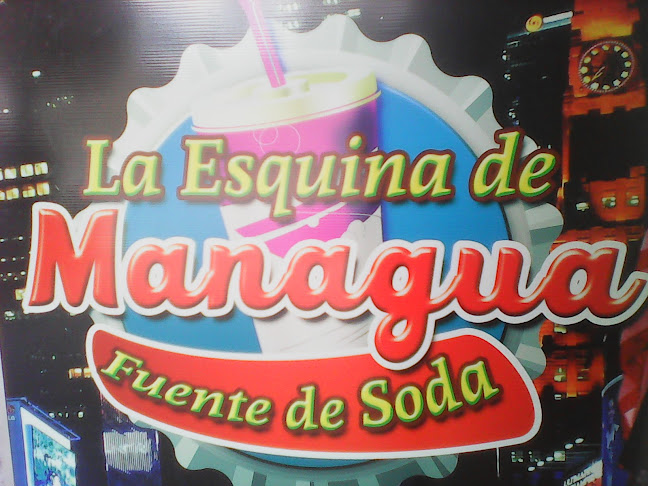 La Esquina de
Managua
Fuente de Soda